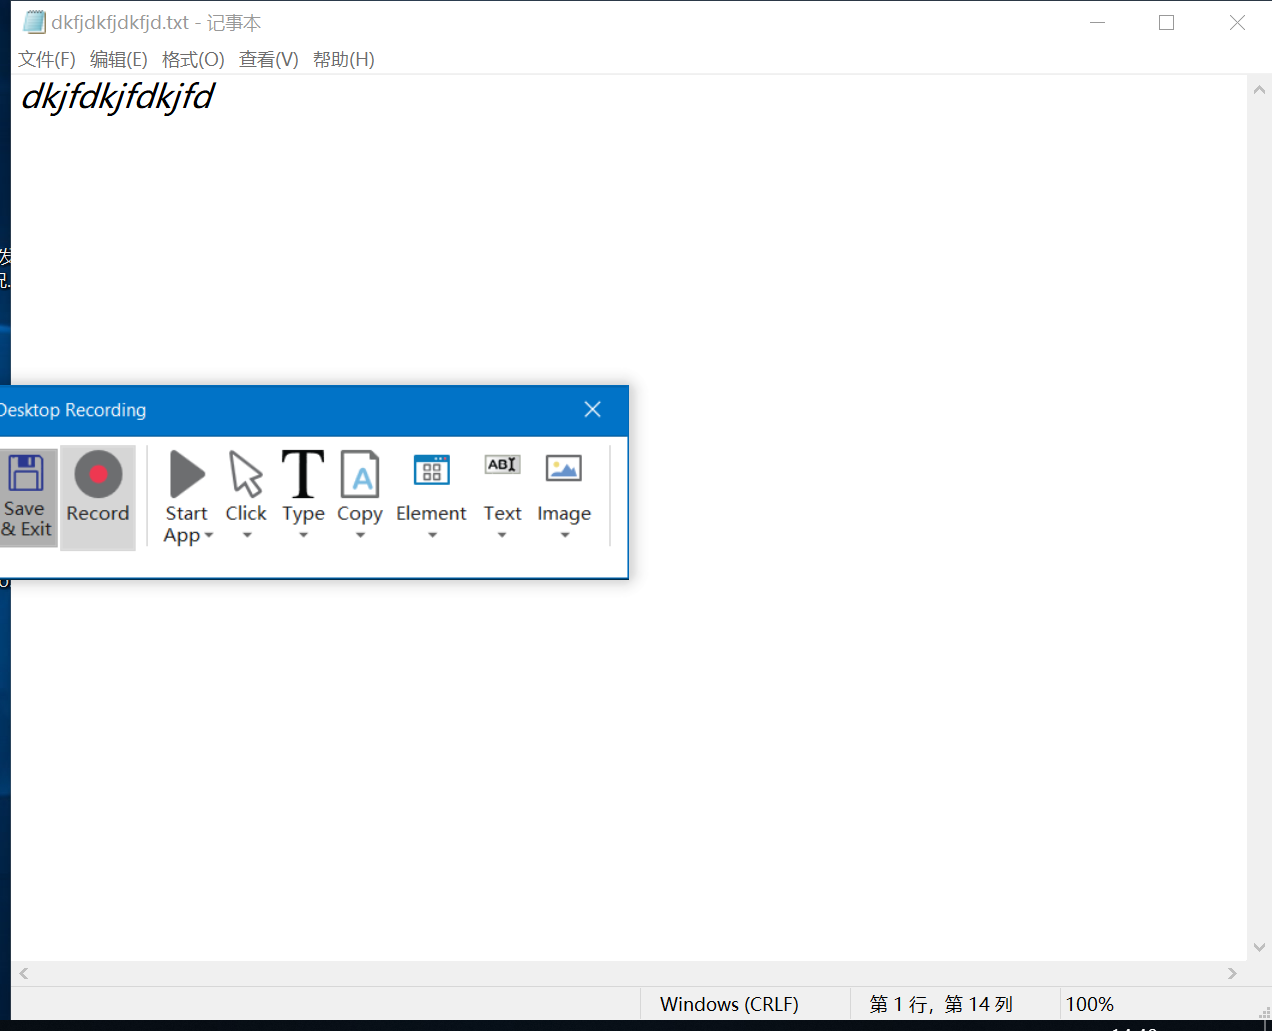 dkfjdkfjdkfjd.txt - 记事本
文件(F) 编辑(E) 格式(O) 查看(V) 帮助(H)
dkjfdkjfdkjfd
发
Desktop Recording
Save & Exit
Record
Start App
Click
Type
Copy
Element
Text
ABI
Image
Windows (CRLF)
第 1 行，第 14 列
100%